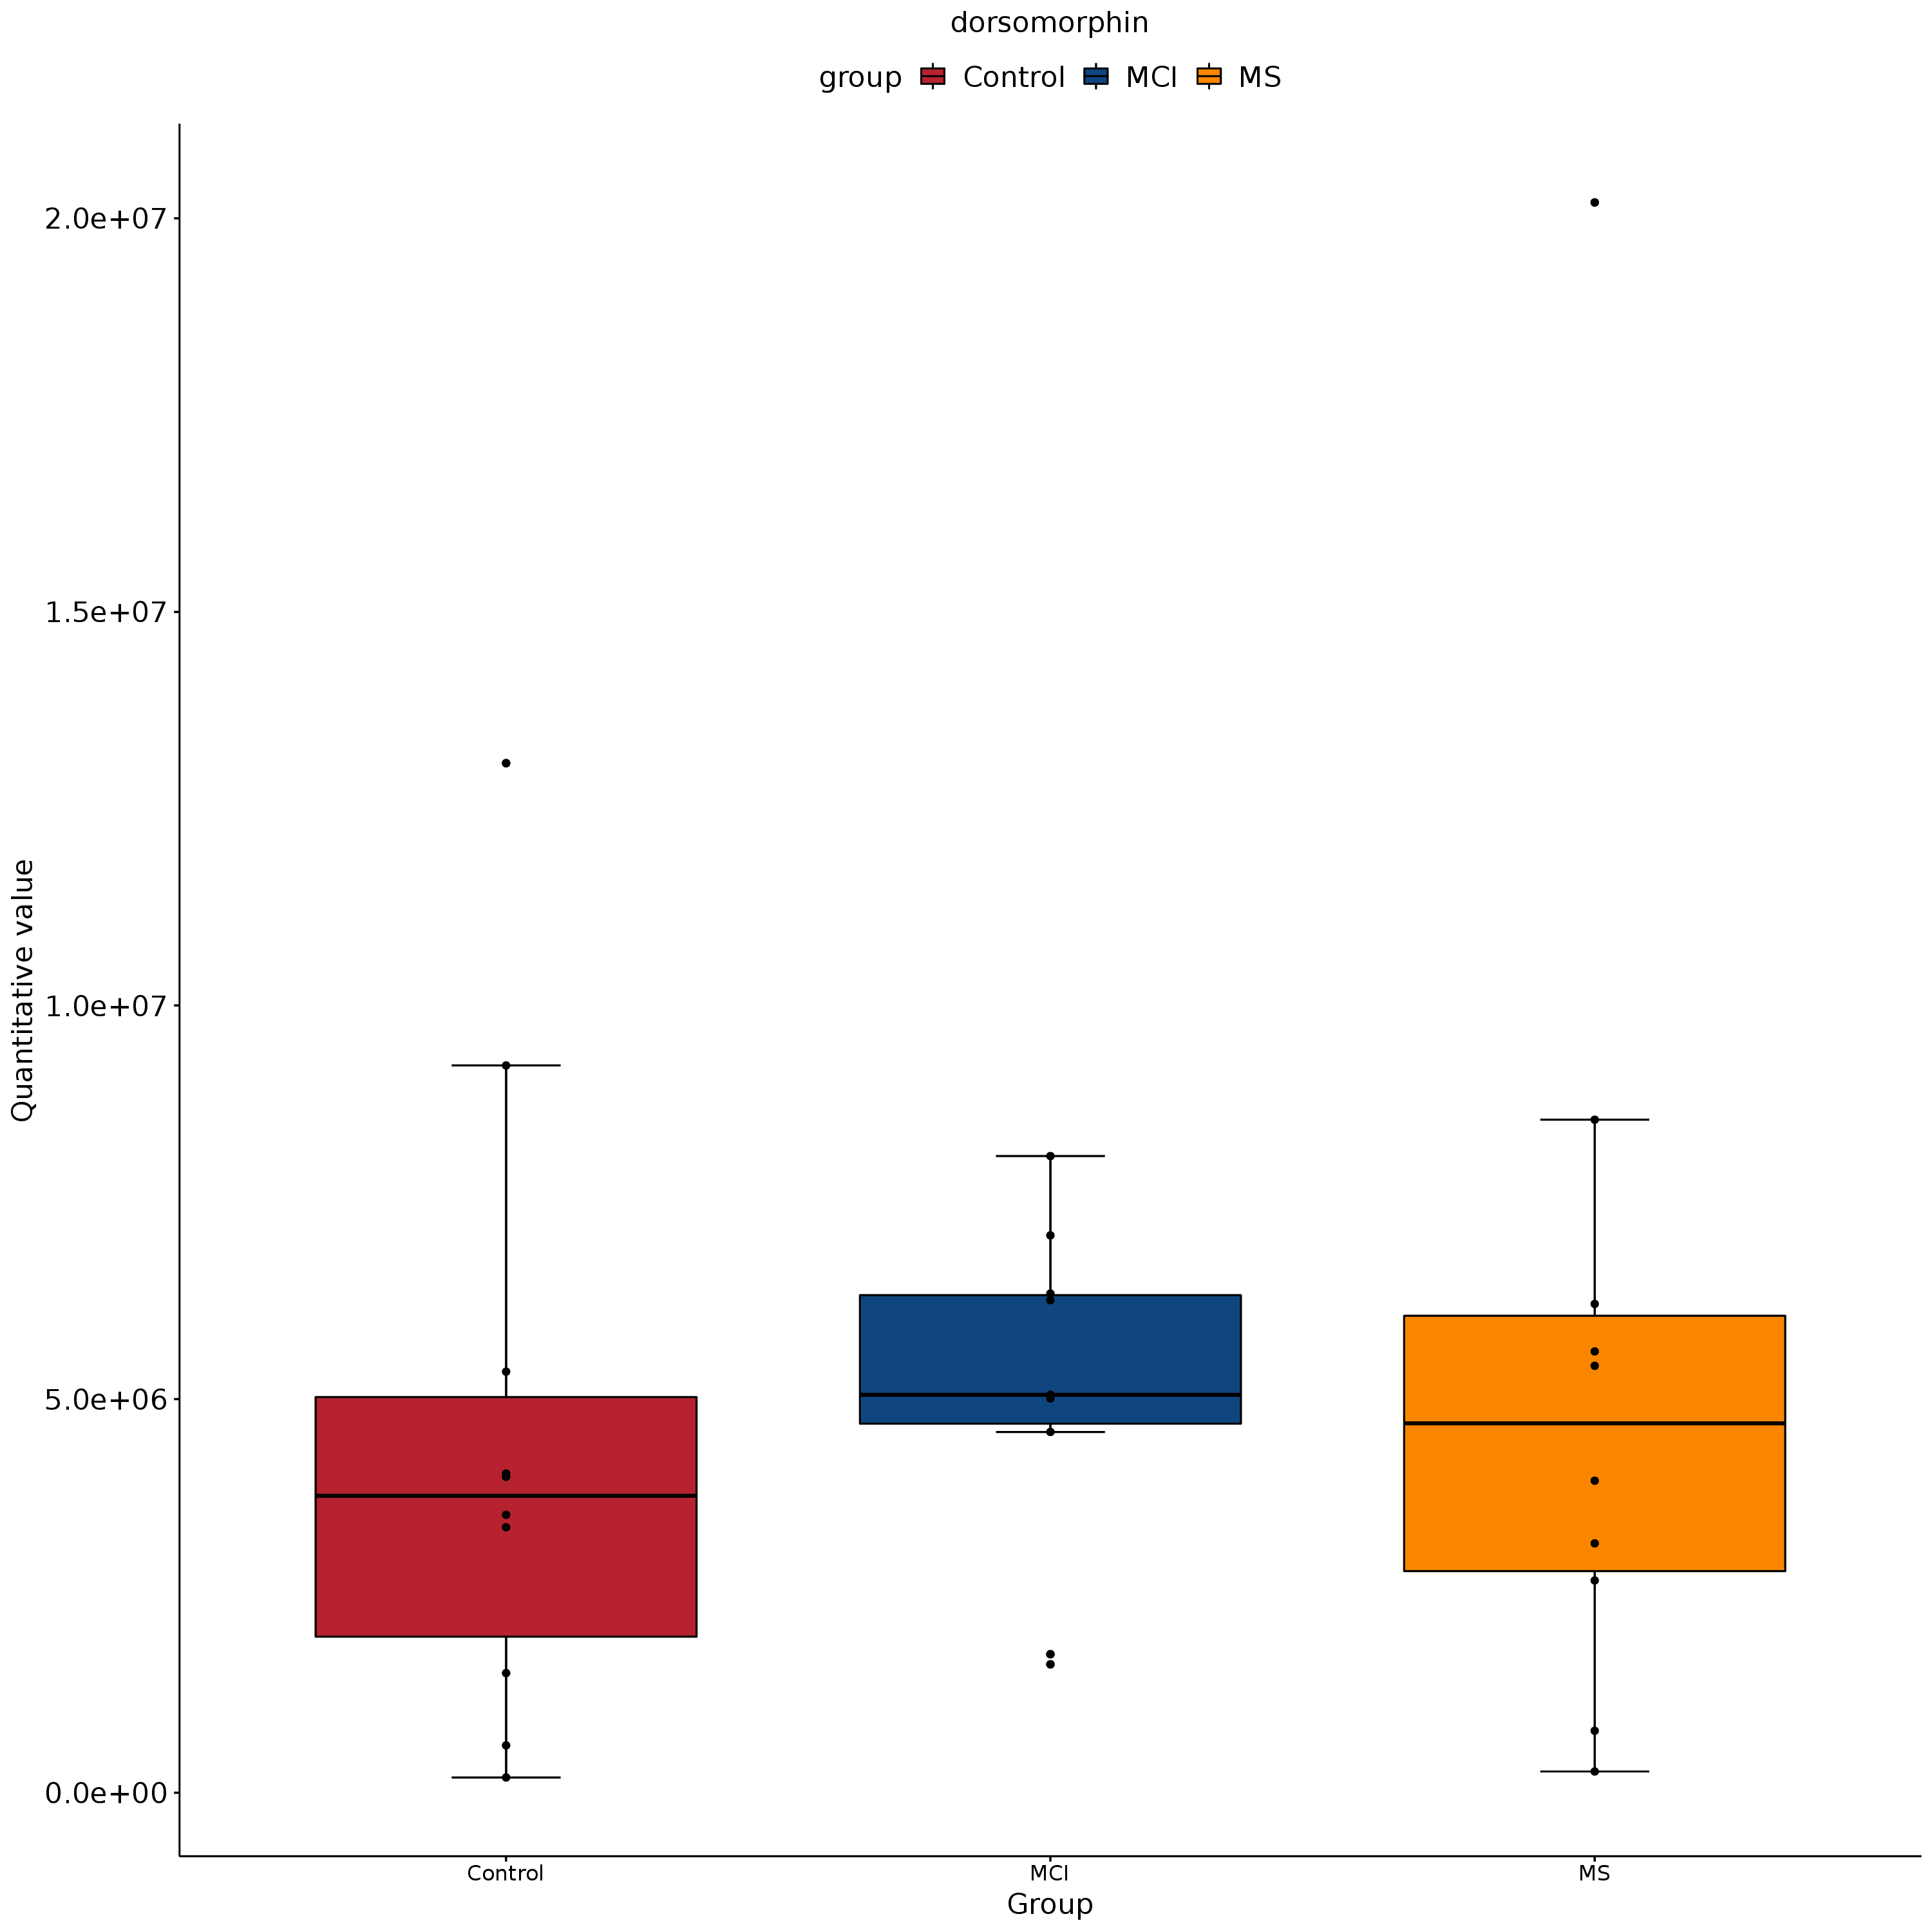 dorsomorphin
group Control MCI MS
2.0e+07
1.5e+07
1.0e+07
5.0e+06
0.0e+00
Quantitative value
Control MCI MS
Group